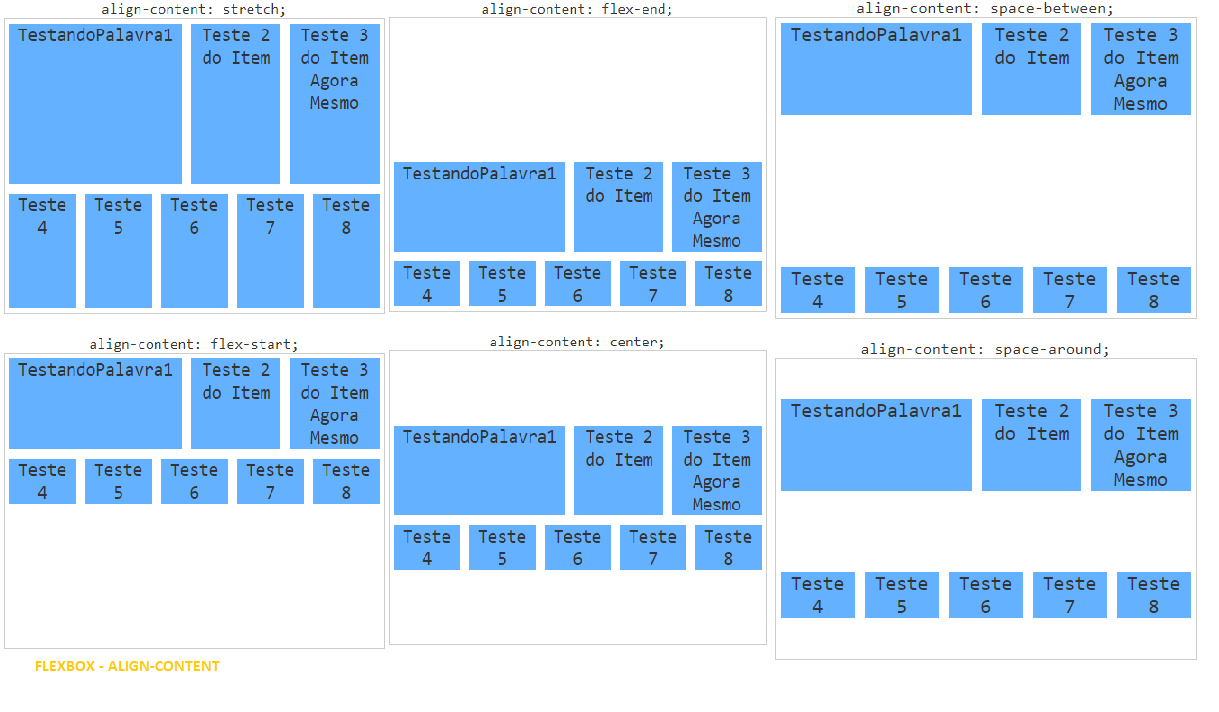 align-content: stretch;
TestandoPalavra1
Teste 2
do Item
Teste 3
do Item
Agora
Mesmo
Teste
4
Teste
5
Teste
6
Teste
7
Teste
8
align-content: flex-end;
TestandoPalavra1
Teste 2
do Item
Teste 3
do Item
Agora
Mesmo
Teste
4
Teste
5
Teste
6
Teste
7
Teste
8
align-content: space-between;
TestandoPalavra1
Teste 2
do Item
Teste 3
do Item
Agora
Mesmo
Teste
4
Teste
5
Teste
6
Teste
7
Teste
8
align-content: flex-start;
TestandoPalavra1
Teste 2
do Item
Teste 3
do Item
Agora
Mesmo
Teste
4
Teste
5
Teste
6
Teste
7
Teste
8
align-content: center;
TestandoPalavra1
Teste 2
do Item
Teste 3
do Item
Agora
Mesmo
Teste
4
Teste
5
Teste
6
Teste
7
Teste
8
align-content: space-around;
TestandoPalavra1
Teste 2
do Item
Teste 3
do Item
Agora
Mesmo
Teste
4
Teste
5
Teste
6
Teste
7
Teste
8
FLEXBOX - ALIGN-CONTENT